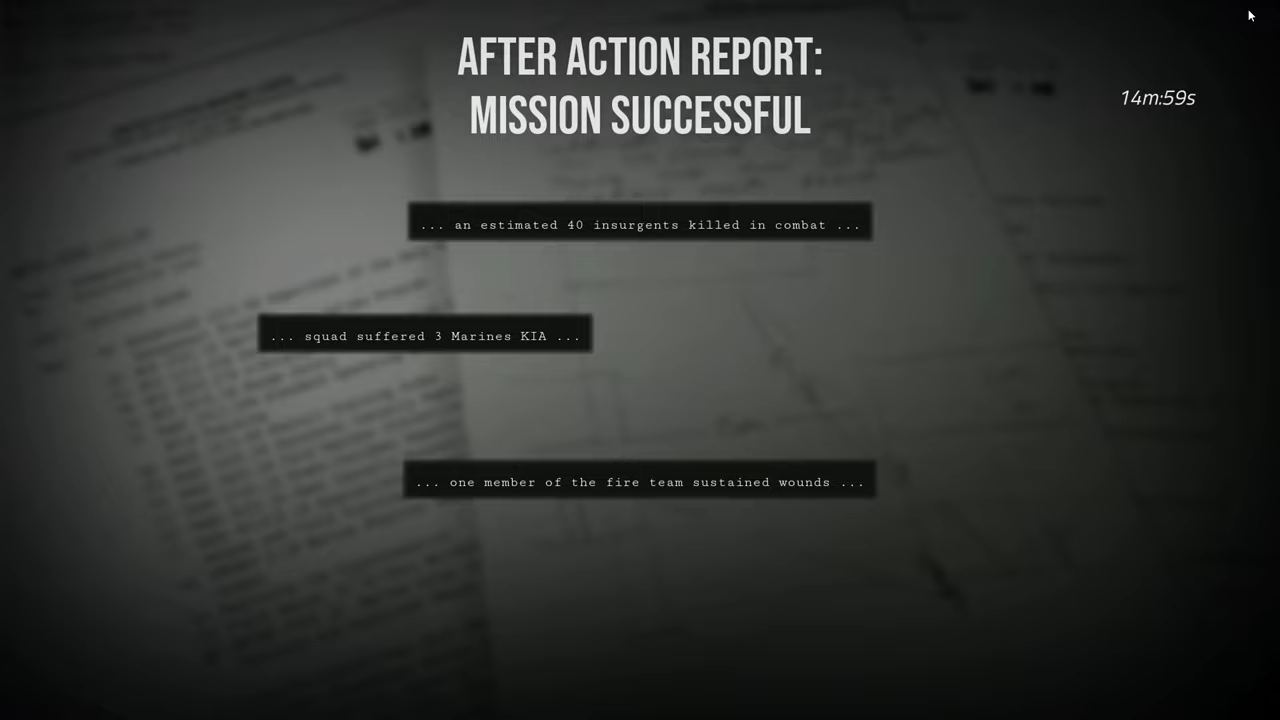 AFTER ACTION REPORT:
MISSION SUCCESSFUL
14m:59s
... an estimated 40 insurgents killed in combat ...
... squad suffered 3 Marines KIA ...
... one member of the fire team sustained wounds ...